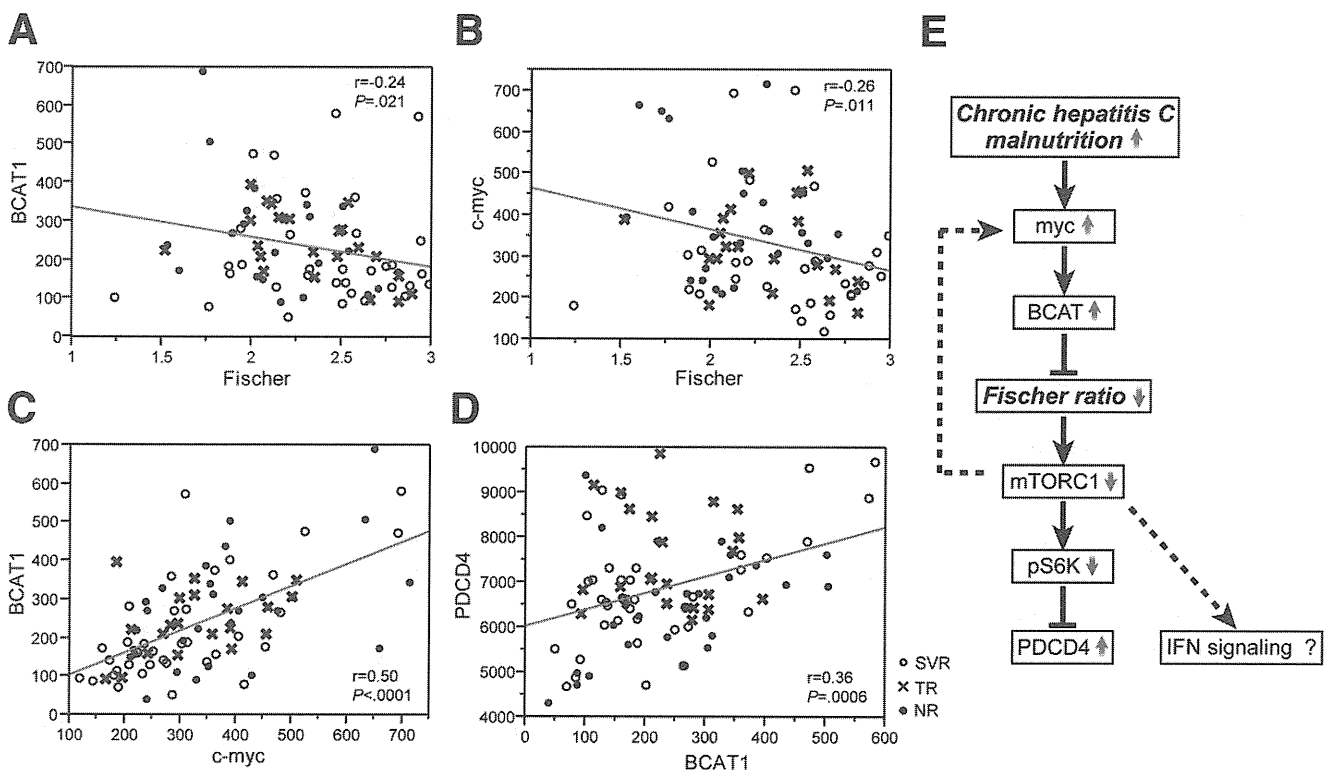 A
700
600
500
400
300
200
100
0
BCAT1
r=-0.24
P=.021
1
1.5
2
2.5
3
Fischer
B
700
600
500
400
300
200
100
c-myc
r=-0.26
P=.011
1
1.5
2
2.5
3
Fischer
C
700
600
500
400
300
200
100
0
BCAT1
r=0.50
P<.0001
100
200
300
400
500
600
700
c-myc
D
10000
9000
8000
7000
6000
5000
4000
PDCD4
r=0.36
P=.0006
0
100
200
300
400
500
600
BCAT1
SVR
TR
NR
E
Chronic hepatitis C
malnutrition
myc
BCAT
Fischer ratio
mTORC1
pS6K
PDCD4
IFN signaling ?